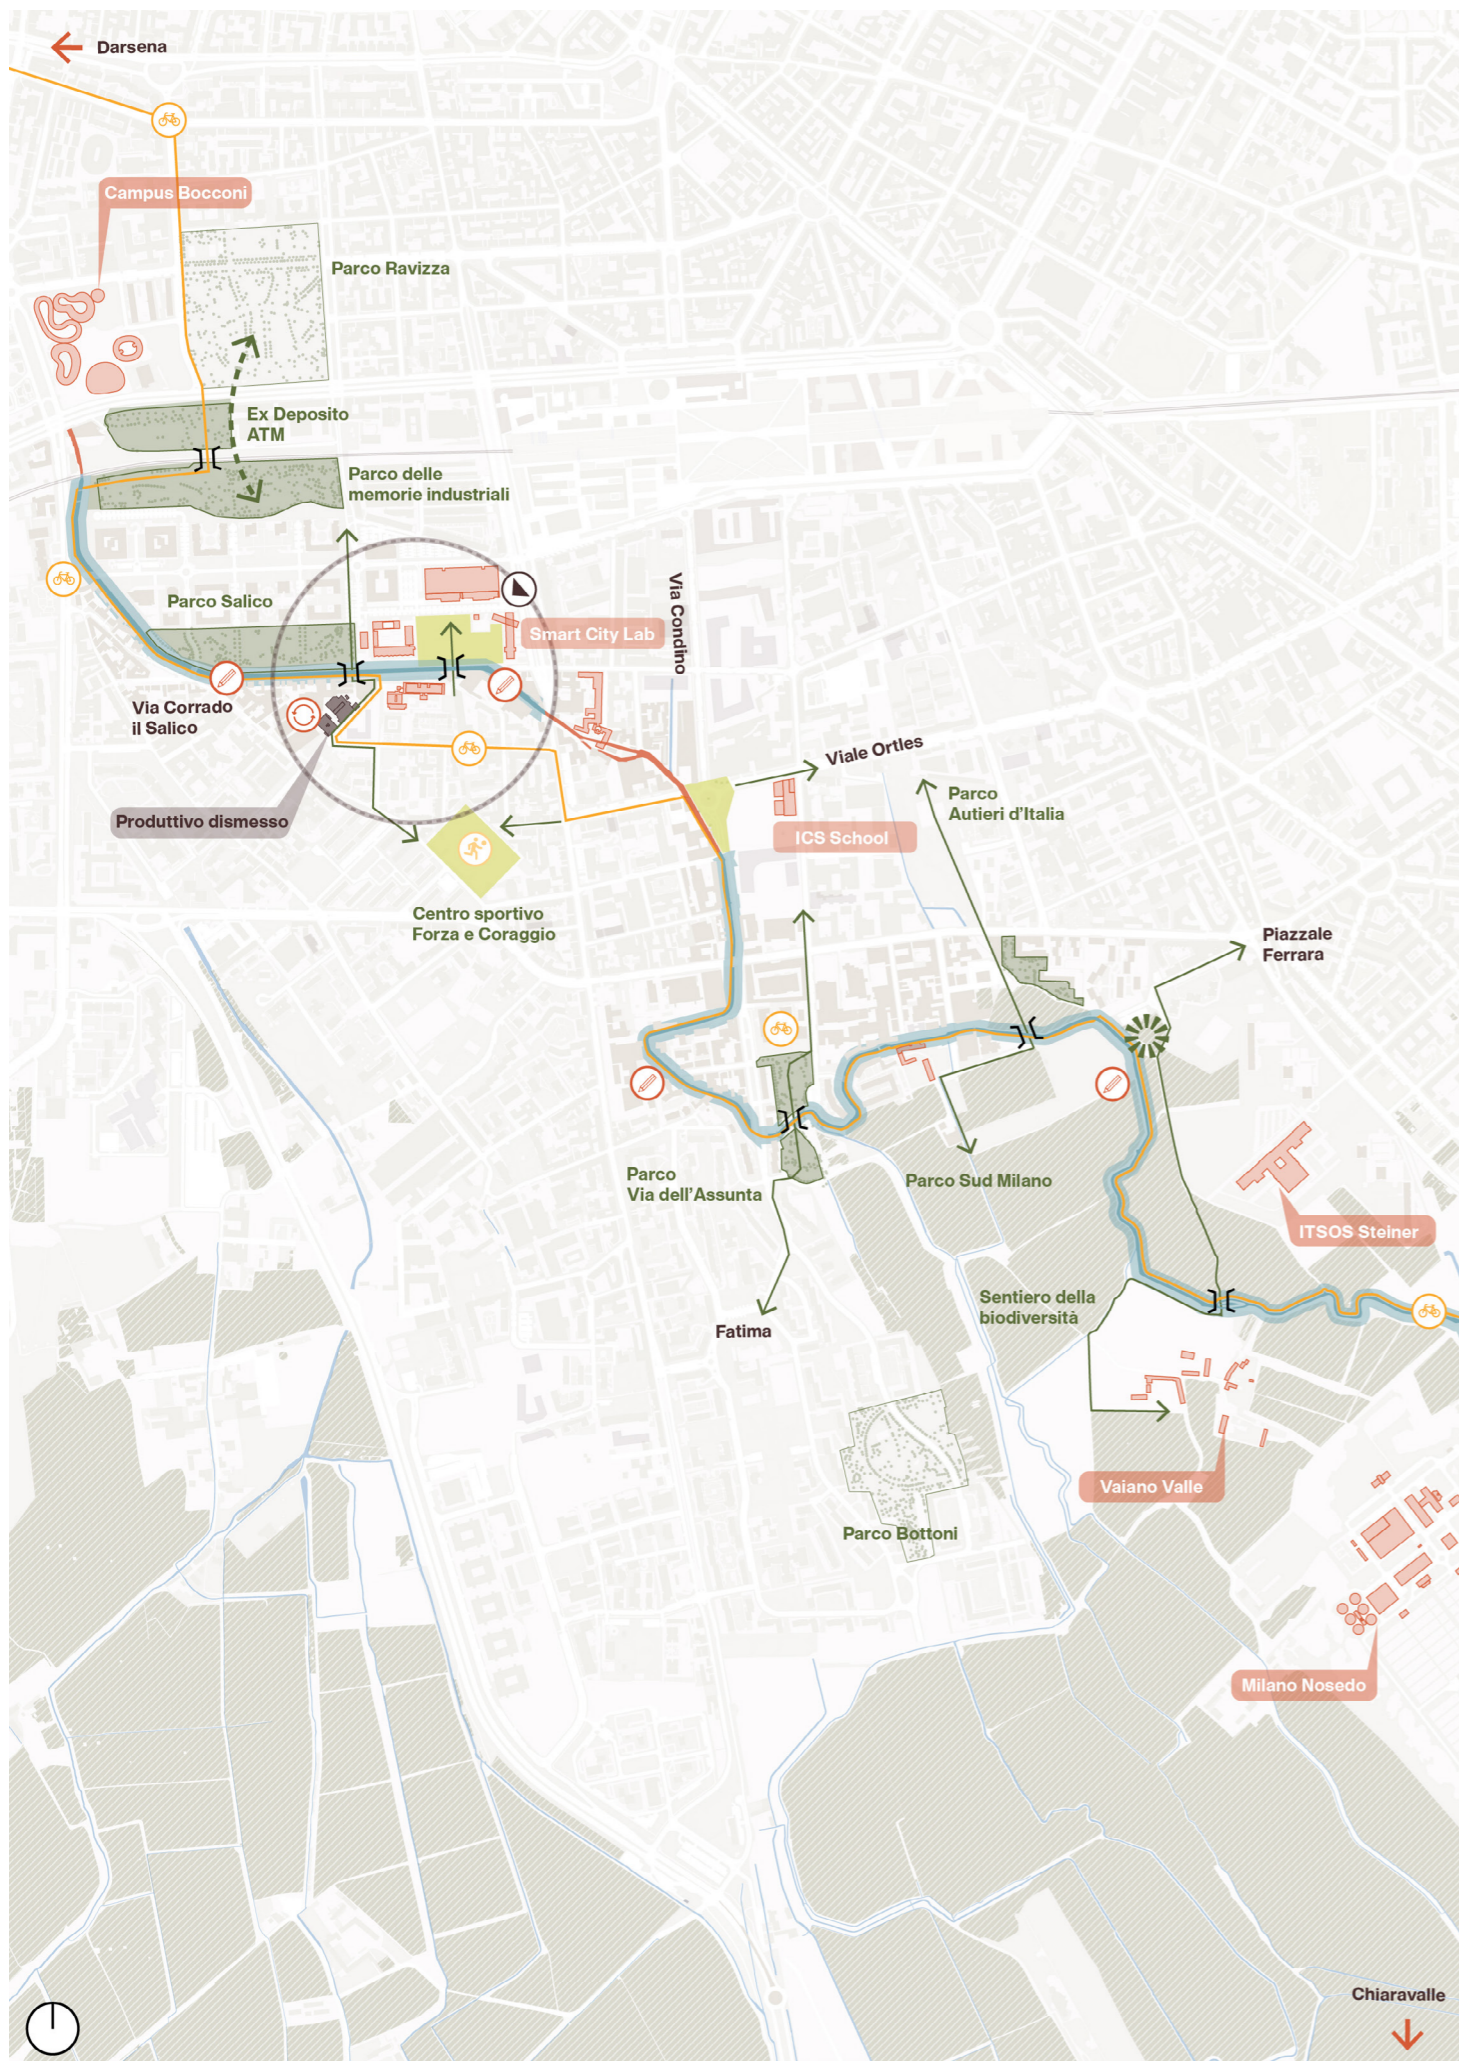 Darsena
Campus Bocconi
Parco Ravizza
Ex Deposito
ATM
Parco delle
memorie industriali
Parco Salico
Via Condino
Smart City Lab
Via Corrado
il Salico
Viale Ortles
Produttivo dismesso
Parco
Autieri d'Italia
ICS School
Centro sportivo
Forza e Coraggio
Piazzale
Ferrara
Parco
Via dell'Assunta
Parco Sud Milano
ITSOS Steiner
Sentiero della
biodiversità
Fatima
Vaiano Valle
Parco Bottoni
Milano Nosedo
Chiaravalle